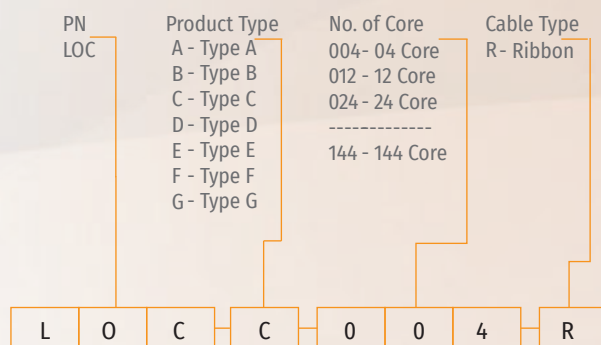 PN
LOC
Product Type
A - Type A
B - Type B
C - Type C
D - Type D
E - Type E
F - Type F
G - Type G
No. of Core
004- 04 Core
012 - 12 Core
024 - 24 Core
-------------
144 - 144 Core
Cable Type
R - Ribbon
L O C - C - 0 0 4 - R